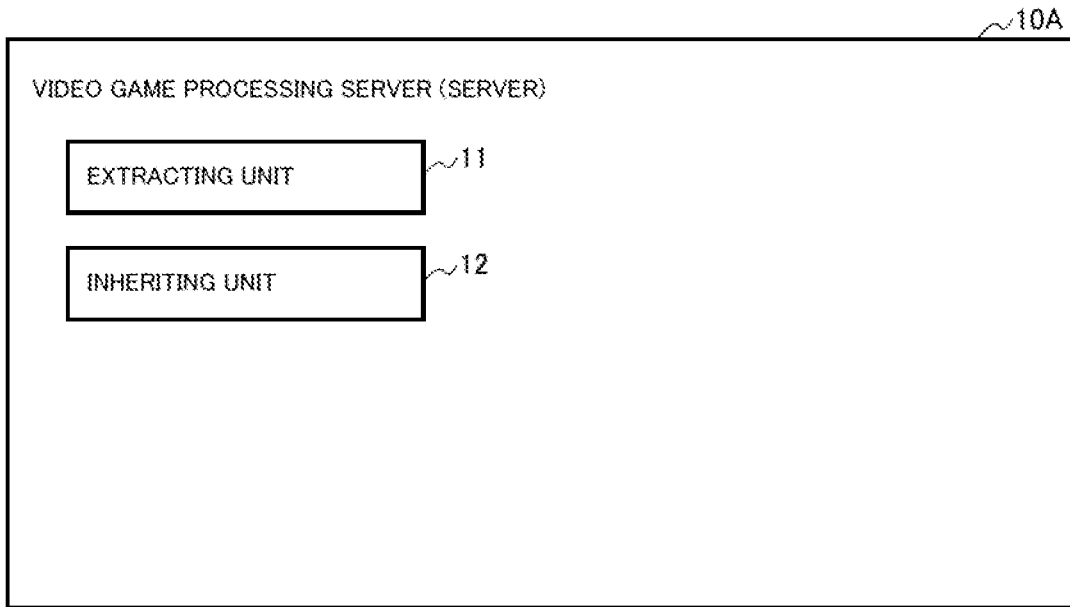 10A
VIDEO GAME PROCESSING SERVER (SERVER)
EXTRACTING UNIT
11
INHERITING UNIT
12